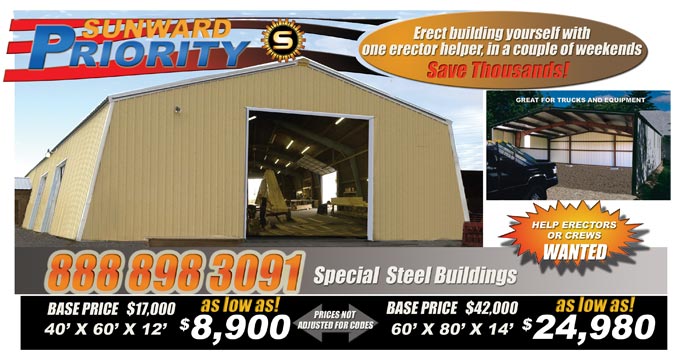 SUNWARD
PRIORITY
S
Erect building yourself with
one erector helper, in a couple of weekends
Save Thousands!
GREAT FOR TRUCKS AND EQUIPMENT
HELP ERECTORS
OR CREWS
WANTED
888 898 3091 Special Steel Buildings
BASE PRICE $17,000 as low as!
40' X 60' X 12' $8,900
PRICES NOT
ADJUSTED FOR CODES
BASE PRICE $42,000 as low as!
60' X 80' X 14' $24,980